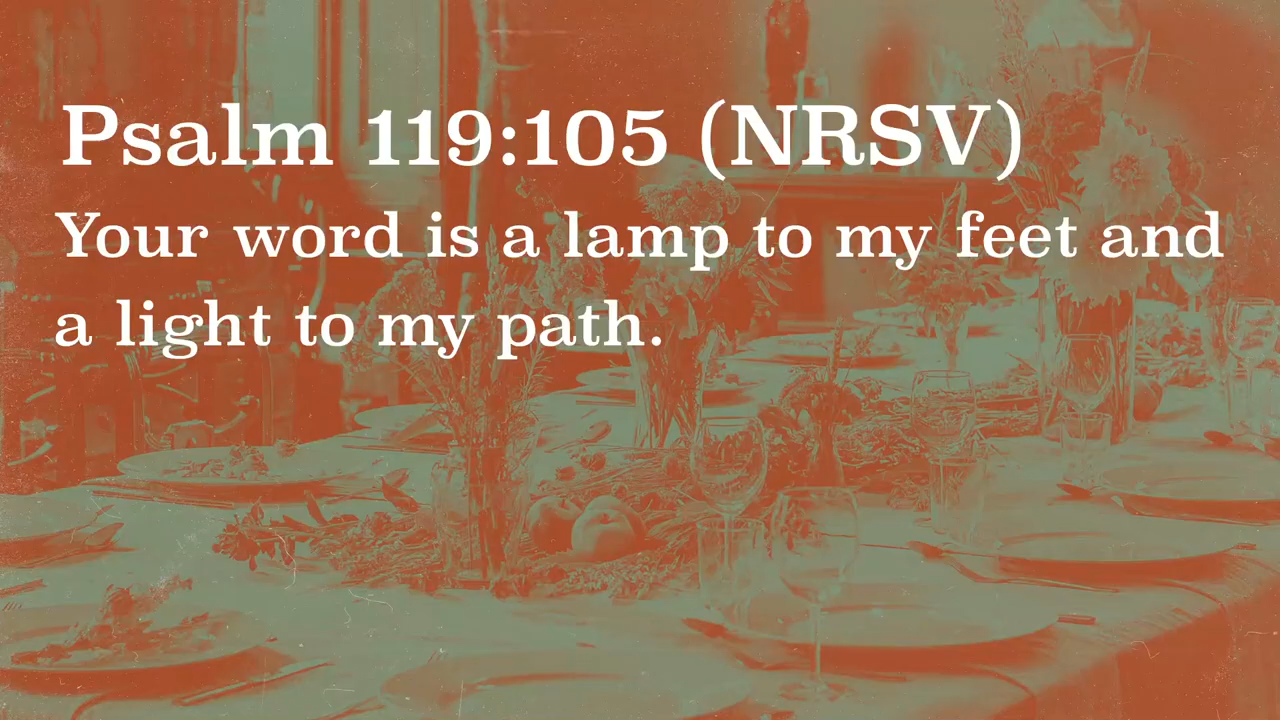 Psalm 119:105 (NRSV)
Your word is a lamp to my feet and
a light to my path.